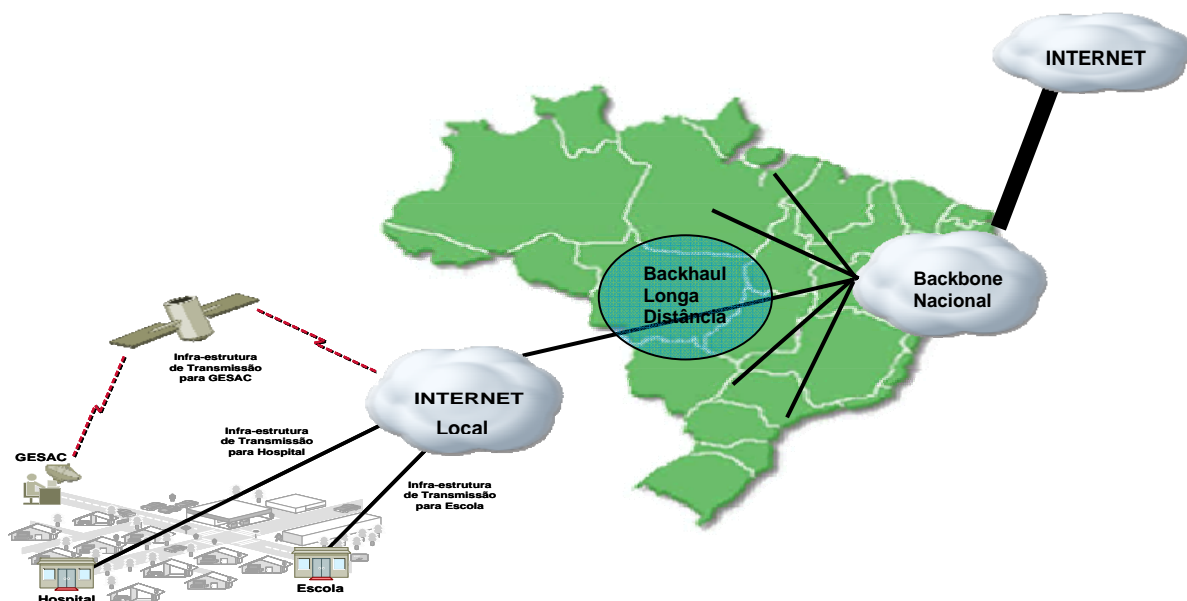 INTERNET
Backhaul
Longa
Distância
Backbone
Nacional
Infra-estrutura
de Transmissão
para GESAC
INTERNET
Local
Infra-estrutura
de Transmissão
para Hospital
GESAC
Infra-estrutura
de Transmissão
para Escola
Escola
Hospital